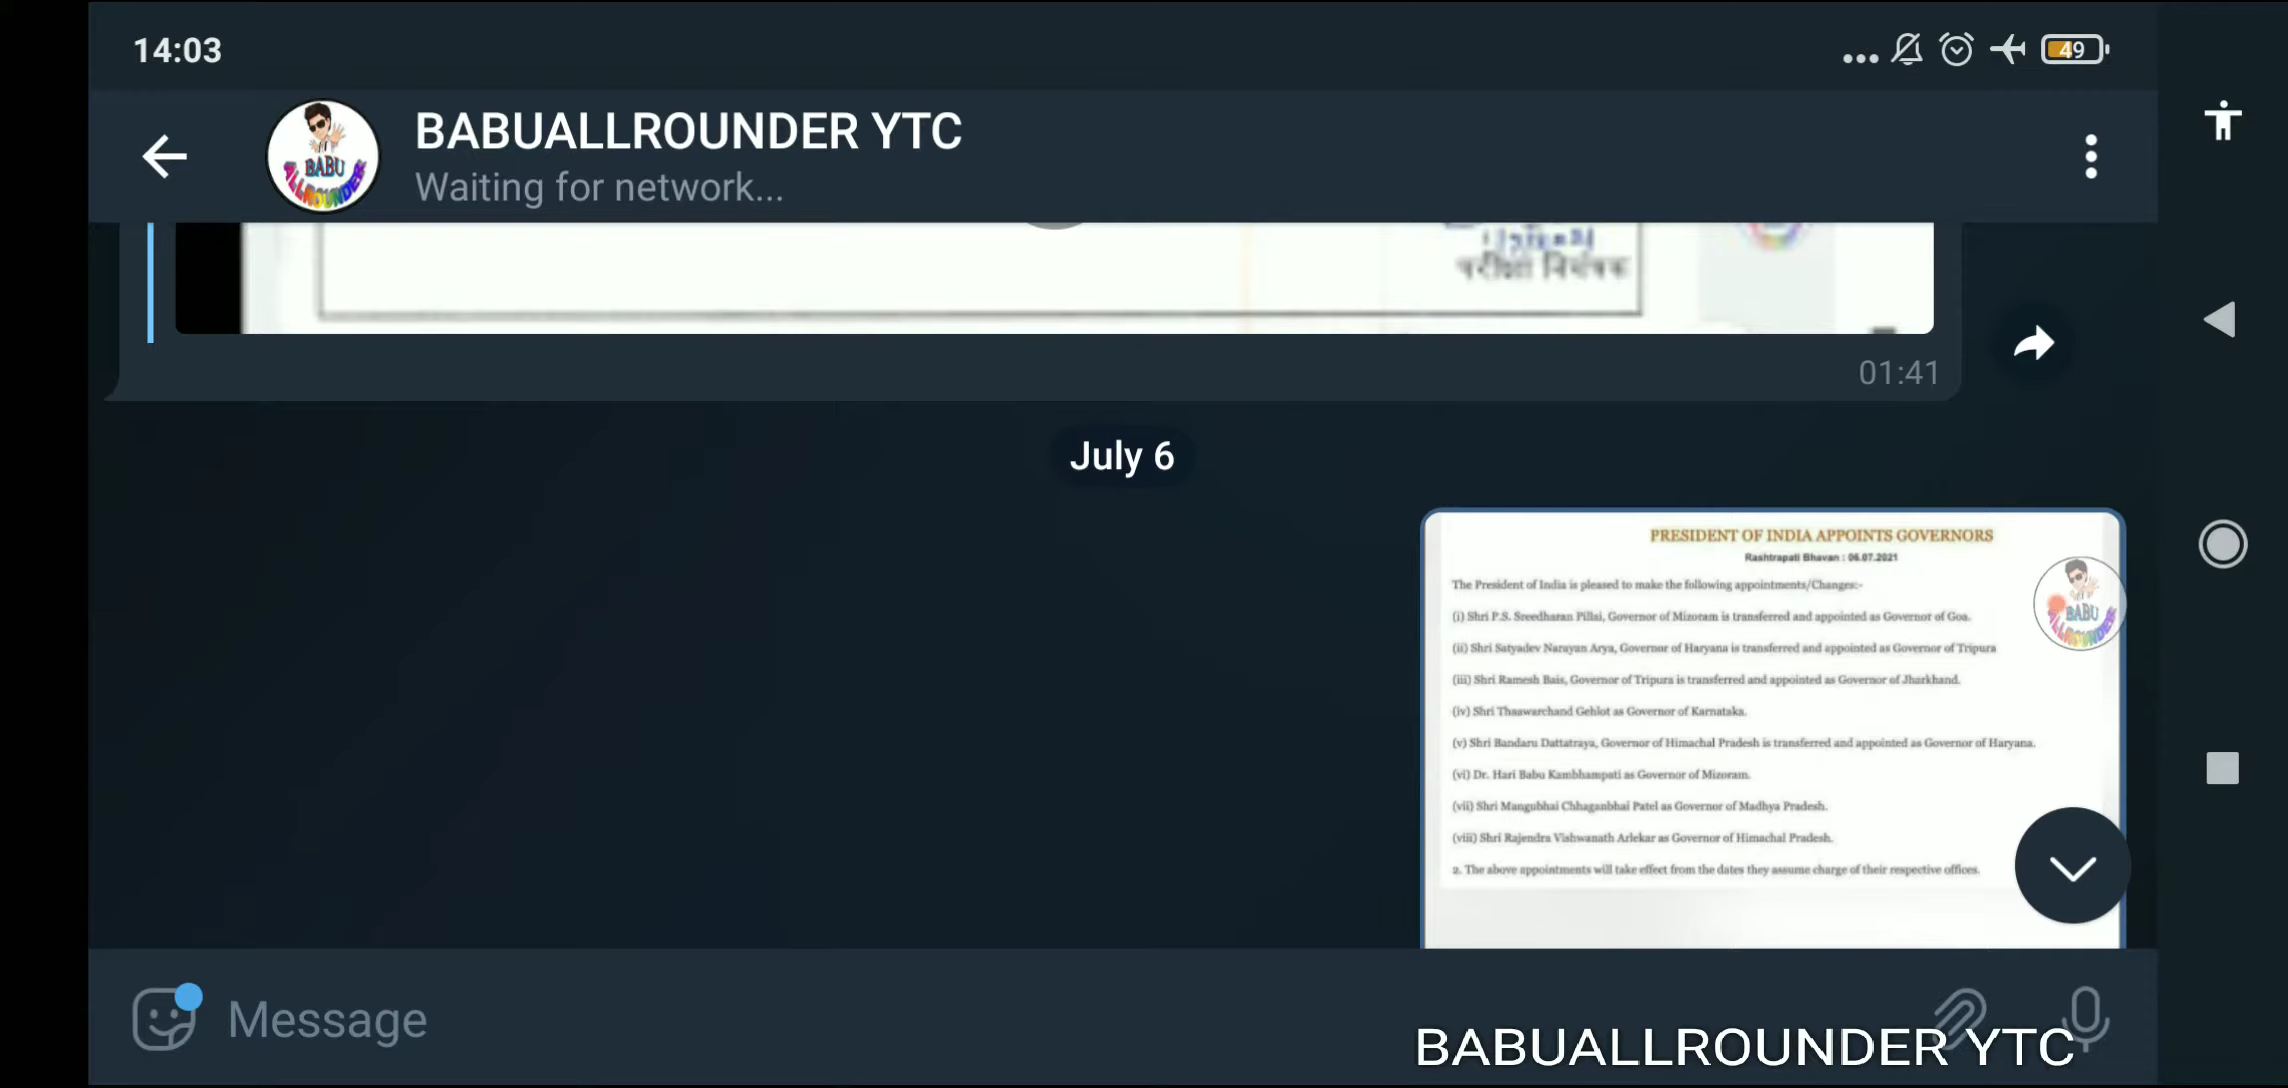 14:03
49
BABUALLROUNDER YTC
Waiting for network...
BABU
ALLROUNDER
परीक्षा नियंत्रक
01:41
July 6
PRESIDENT OF INDIA APPOINTS GOVERNORS
Rashtrapati Bhavan : 06.07.2021
The President of India is pleased to make the following appointments/Changes:-
(i) Shri P.S. Sreedharan Pillai, Governor of Mizoram is transferred and appointed as Governor of Goa.
(ii) Shri Satyadev Narayan Arya, Governor of Haryana is transferred and appointed as Governor of Tripura
(iii) Shri Ramesh Bais, Governor of Tripura is transferred and appointed as Governor of Jharkhand.
(iv) Shri Thaawarchand Gehlot as Governor of Karnataka.
(v) Shri Bandaru Dattatraya, Governor of Himachal Pradesh is transferred and appointed as Governor of Haryana.
(vi) Dr. Hari Babu Kambhampati as Governor of Mizoram.
(vii) Shri Mangubhai Chhaganbhai Patel as Governor of Madhya Pradesh.
(viii) Shri Rajendra Vishwanath Arlekar as Governor of Himachal Pradesh.
2. The above appointments will take effect from the dates they assume charge of their respective offices.
BABU
ALLROUNDER
Message
BABUALLROUNDER YTC